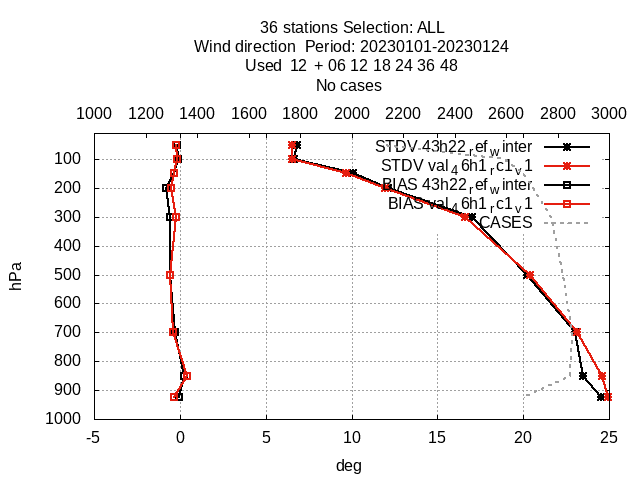 36 stations Selection: ALL
Wind direction  Period: 20230101-20230124
Used  12  + 06 12 18 24 36 48
No cases
1000 1200 1400 1600 1800 2000 2200 2400 2600 2800 3000
STDV 43h22_ref_winter
STDV val_46h1_rc1_v1
BIAS 43h22_ref_winter
BIAS val_46h1_rc1_v1
CASES
hPa
100
200
300
400
500
600
700
800
900
1000
-5 0 5 10 15 20 25
deg